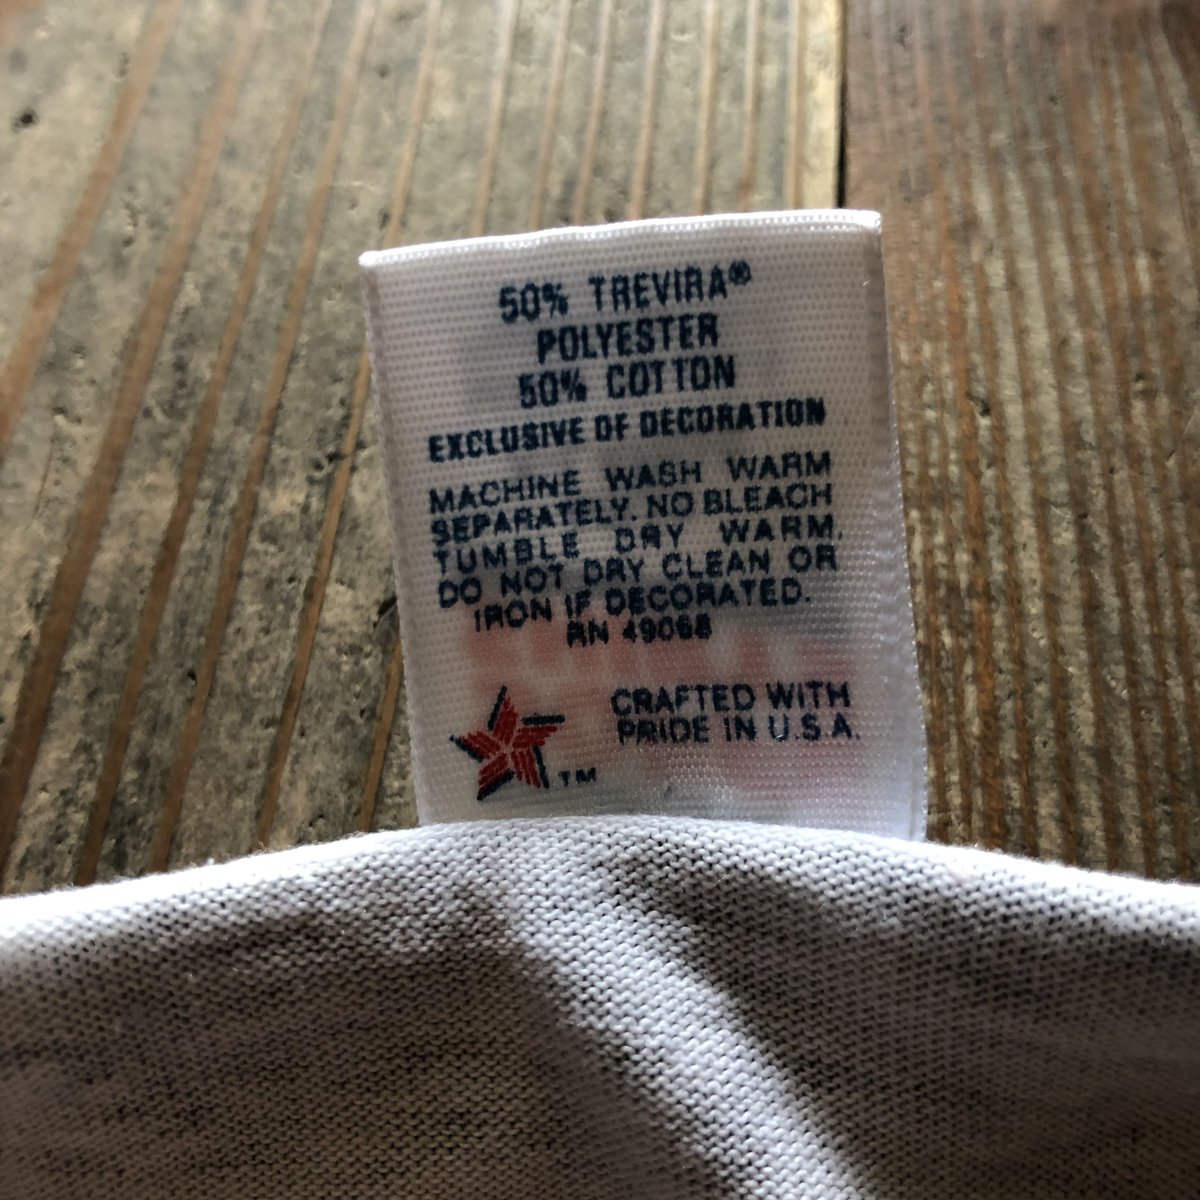 50% TREVIRA®
POLYESTER
50% COTTON
EXCLUSIVE OF DECORATION
MACHINE WASH WARM
SEPARATELY. NO BLEACH
TUMBLE DRY WARM.
DO NOT DRY CLEAN OR
IRON IF DECORATED.
RN 49068
CRAFTED WITH
PRIDE IN U.S.A.
TM